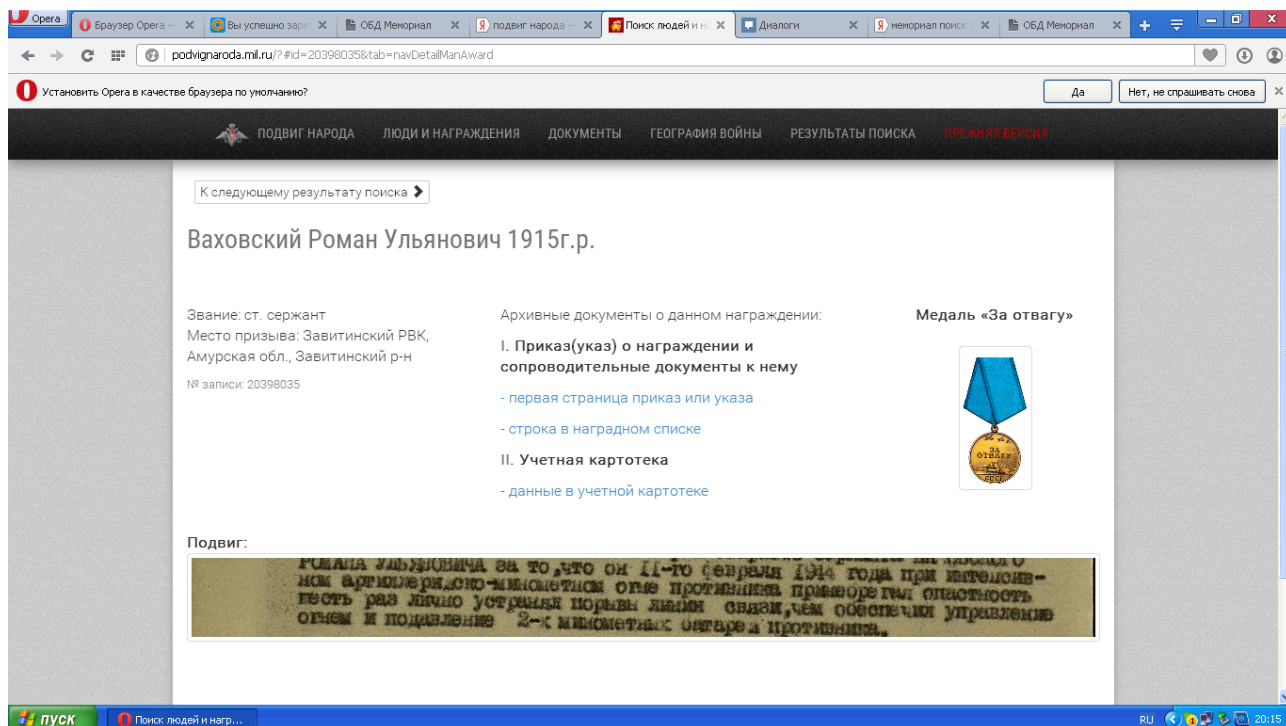 Opera
Браузер Opera —
Вы успешно заре
ОБД Мемориал
подвиг народа —
Поиск людей и н
Диалоги
мемориал поиск
ОБД Мемориал
podvignaroda.mil.ru/?#id=20398035&tab=navDetailManAward
Установить Opera в качестве браузера по умолчанию?
Да
Нет, не спрашивать снова
ПОДВИГ НАРОДА
ЛЮДИ И НАГРАЖДЕНИЯ
ДОКУМЕНТЫ
ГЕОГРАФИЯ ВОЙНЫ
РЕЗУЛЬТАТЫ ПОИСКА
ПРЕЖНЯЯ ВЕРСИЯ
К следующему результату поиска
Ваховский Роман Ульянович 1915г.р.
Звание: ст. сержант
Место призыва: Завитинский РВК,
Амурская обл., Завитинский р-н
№ записи: 20398035
Архивные документы о данном награждении:
I. Приказ(указ) о награждении и
сопроводительные документы к нему
- первая страница приказ или указа
- строка в наградном списке
II. Учетная картотека
- данные в учетной картотеке
Медаль «За отвагу»
ЗА
ОТВАГУ
СССР
Подвиг:
РОМАНА УЛЬЯНОВИЧА за то,что он 11-го февраля 1944 года при интенсив-
ном артиллерийско-минометном огне противника
шесть раз лично устранял порывы линии связи,чем обеспечил управление
огнем и подавление 2-х минометных батарей противника.
пуск
Поиск людей и нагр...
RU
20:15